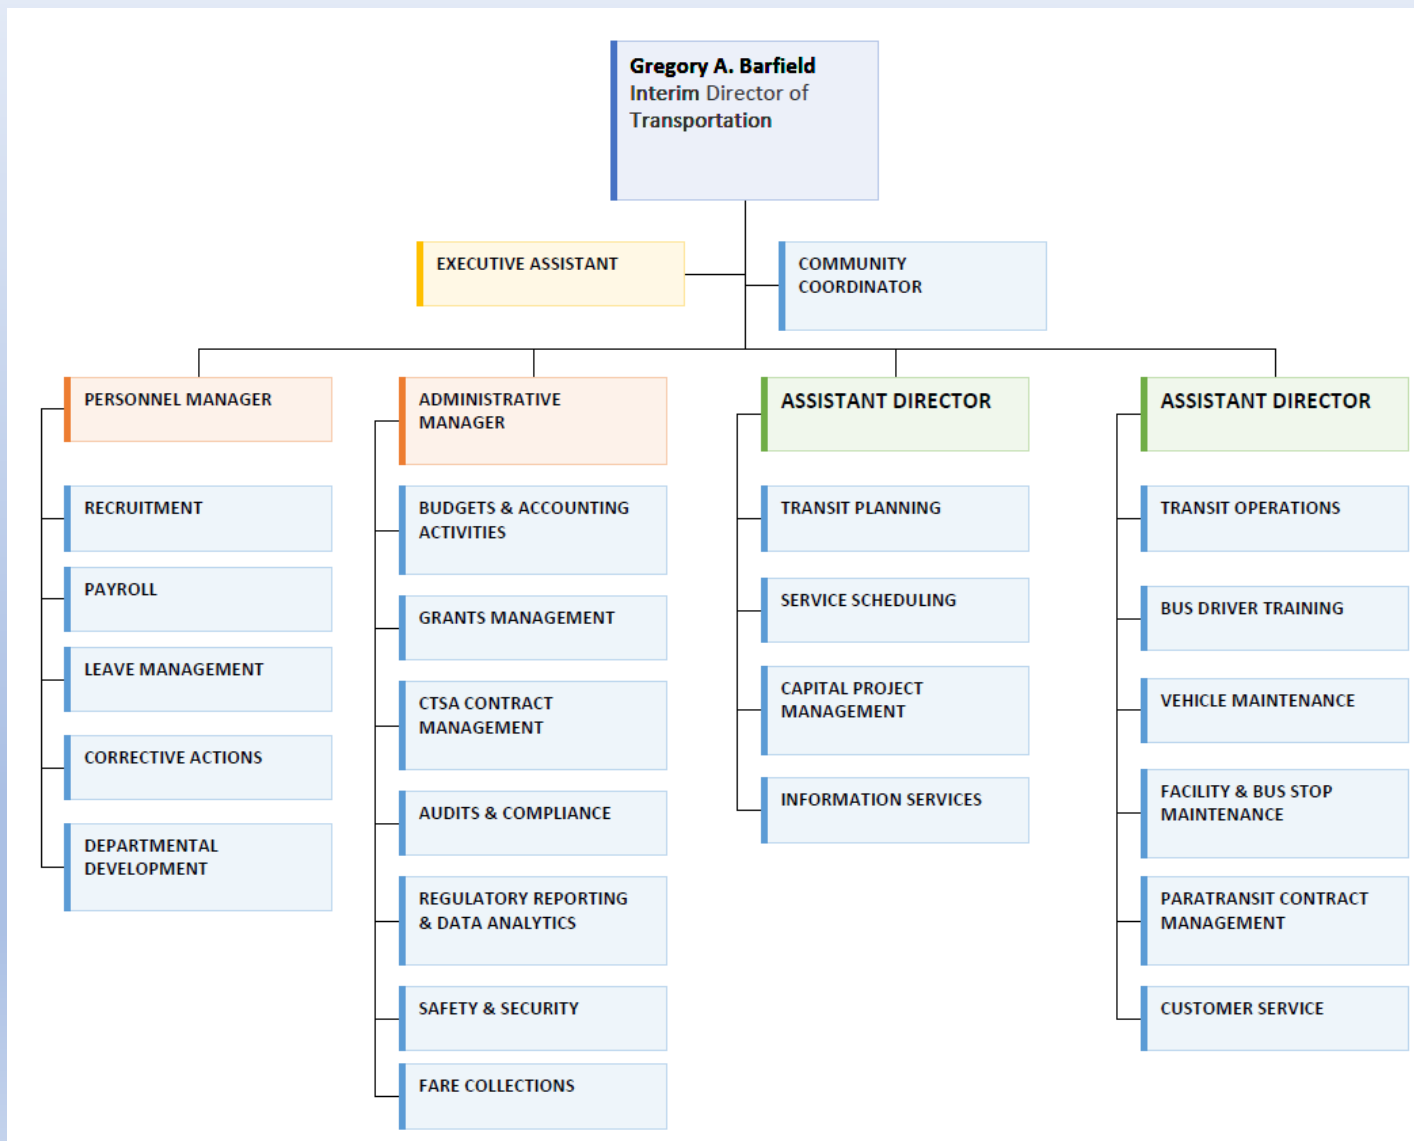 Gregory A. Barfield
Interim Director of
Transportation
EXECUTIVE ASSISTANT
COMMUNITY
COORDINATOR
PERSONNEL MANAGER
RECRUITMENT
PAYROLL
LEAVE MANAGEMENT
CORRECTIVE ACTIONS
DEPARTMENTAL
DEVELOPMENT
ADMINISTRATIVE
MANAGER
BUDGETS & ACCOUNTING
ACTIVITIES
GRANTS MANAGEMENT
CTSA CONTRACT
MANAGEMENT
AUDITS & COMPLIANCE
REGULATORY REPORTING
& DATA ANALYTICS
SAFETY & SECURITY
FARE COLLECTIONS
ASSISTANT DIRECTOR
TRANSIT PLANNING
SERVICE SCHEDULING
CAPITAL PROJECT
MANAGEMENT
INFORMATION SERVICES
ASSISTANT DIRECTOR
TRANSIT OPERATIONS
BUS DRIVER TRAINING
VEHICLE MAINTENANCE
FACILITY & BUS STOP
MAINTENANCE
PARATRANSIT CONTRACT
MANAGEMENT
CUSTOMER SERVICE